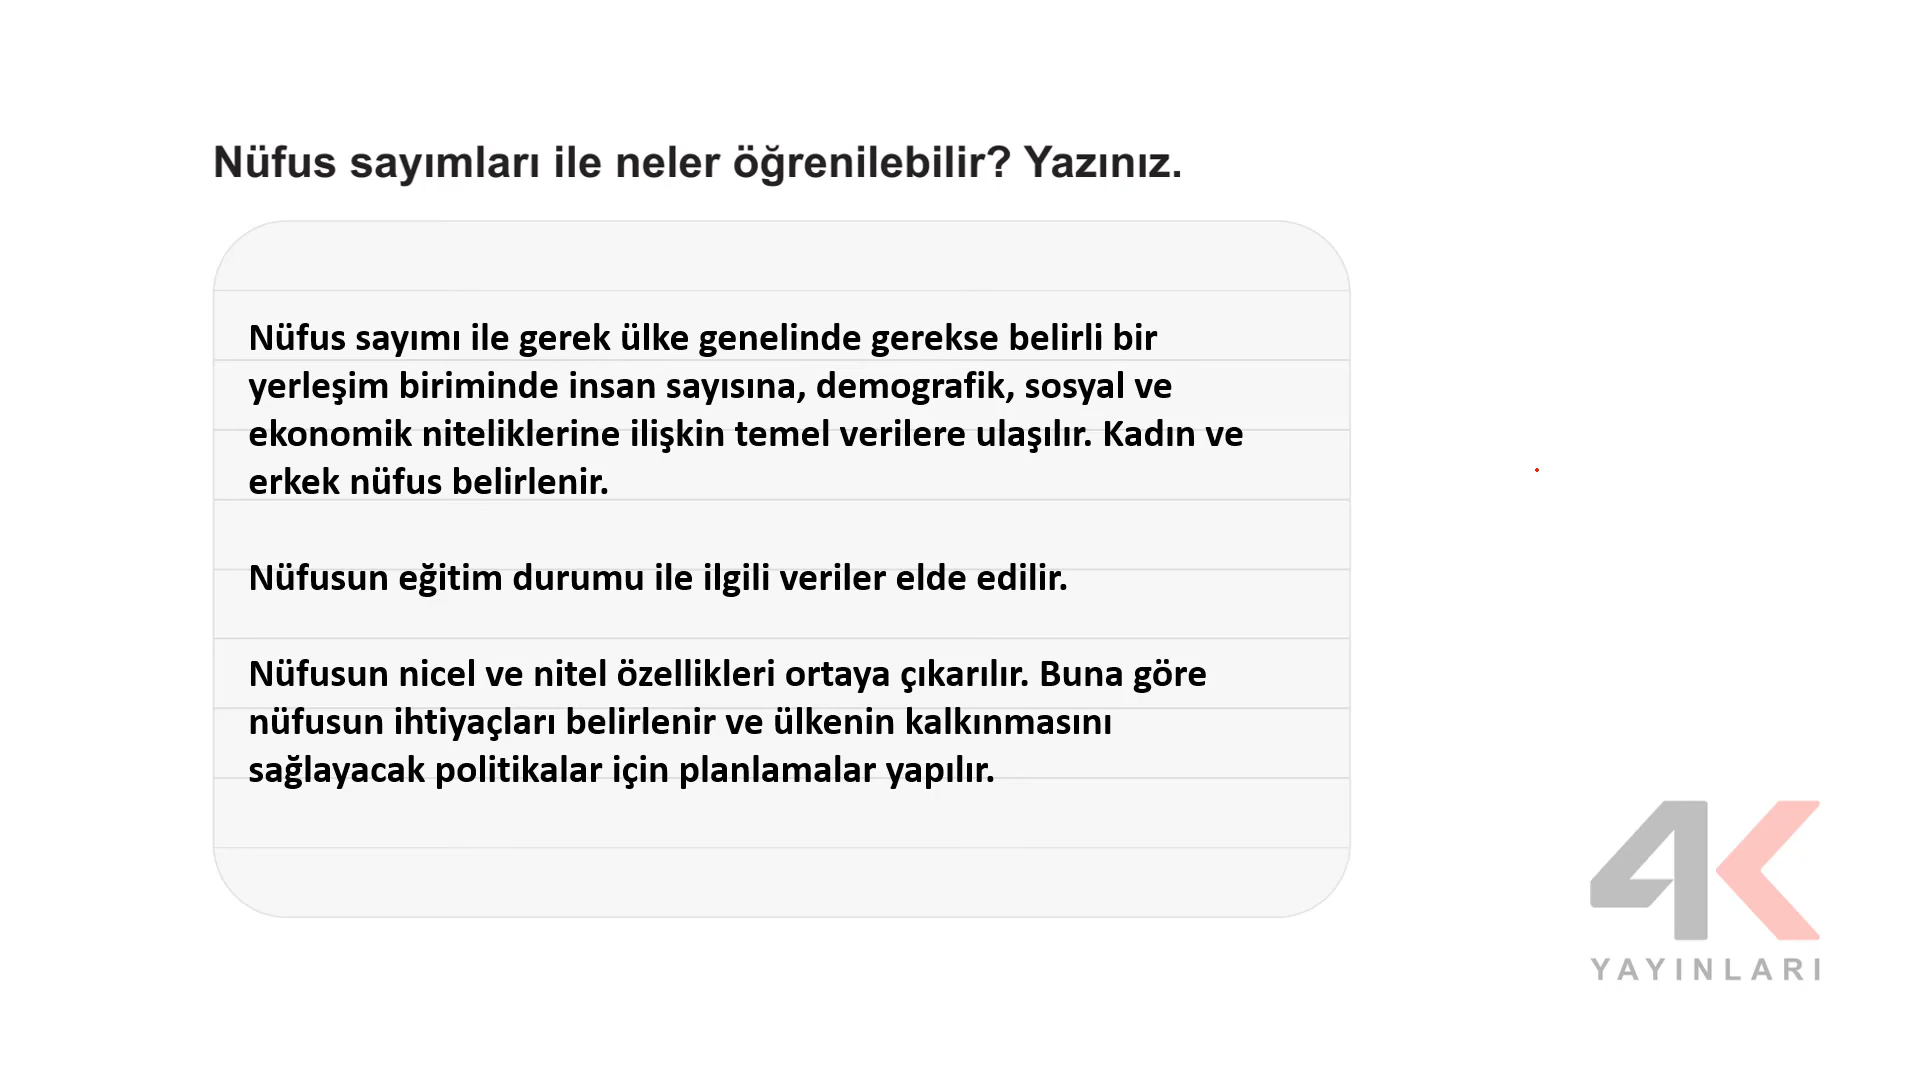 Nüfus sayımları ile neler öğrenilebilir? Yazınız.
Nüfus sayımı ile gerek ülke genelinde gerekse belirli bir
yerleşim biriminde insan sayısına, demografik, sosyal ve
ekonomik niteliklerine ilişkin temel verilere ulaşılır. Kadın ve
erkek nüfus belirlenir.
Nüfusun eğitim durumu ile ilgili veriler elde edilir.
Nüfusun nicel ve nitel özellikleri ortaya çıkarılır. Buna göre
nüfusun ihtiyaçları belirlenir ve ülkenin kalkınmasını
sağlayacak politikalar için planlamalar yapılır.
4K
YAYINLARI